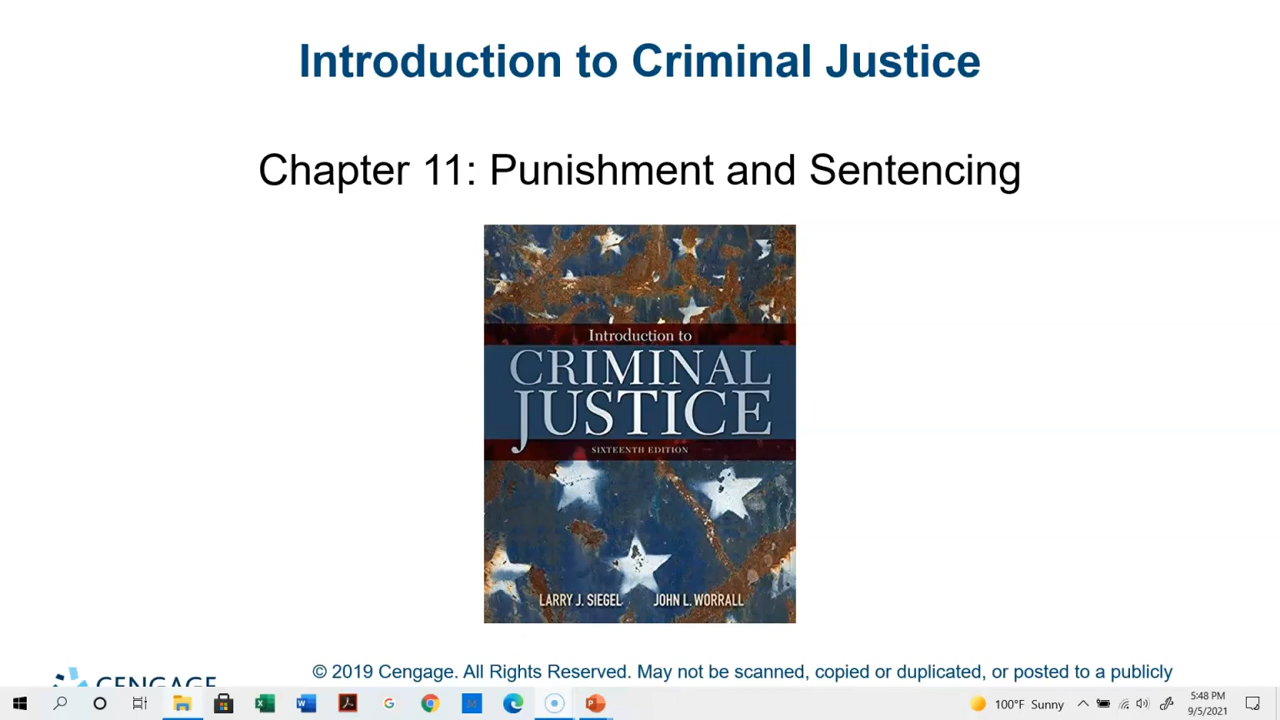 Introduction to Criminal Justice
Chapter 11: Punishment and Sentencing
Introduction to
CRIMINAL
JUSTICE
SIXTEENTH EDITION
LARRY J. SIEGEL JOHN L. WORRALL
CENGAGE
© 2019 Cengage. All Rights Reserved. May not be scanned, copied or duplicated, or posted to a publicly
100°F Sunny
5:48 PM
9/5/2021